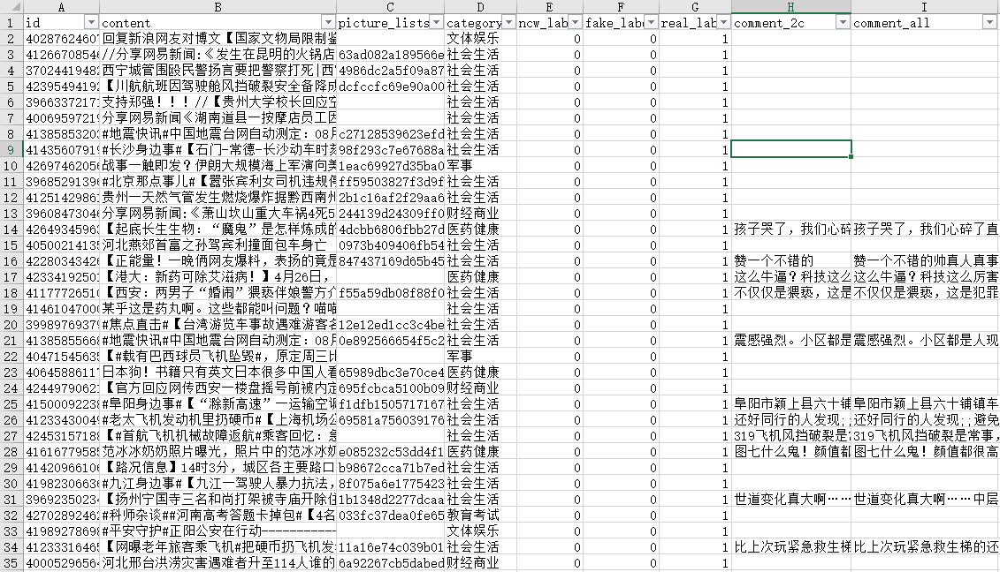 A B C D E F G H I
1 id content picture_lists category ncw_lab fake_labe real_lab comment_2c comment_all
2 40287624607 回复新浪网友对博文【国家文物局限制鉴 文体娱乐 0 0 1
3 41266708546 //分享网易新闻:《发生在昆明的火锅店 63ad082a189566e 社会生活 0 0 1
4 37024419482 西宁城管围殴民警扬言要把警察打死|西 4986dc2a5f09a87 社会生活 0 0 1
5 42395494192 【川航航班因驾驶舱风挡破裂安全备降成 dcfccfc69e90a00 社会生活 0 0 1
6 39663372171 支持郑强！！！//【贵州大学校长回应空 社会生活 0 0 1
7 40069597219 分享网易新闻《湖南道县一按摩店员工因 社会生活 0 0 1
8 41385853203 #地震快讯#中国地震台网自动测定：08月 c27128539623efd 社会生活 0 0 1
9 41435607919 #长沙身边事#【石门-常德-长沙动车时刻 98f293c7e67688a 社会生活 0 0 1
10 42697462056 战事一触即发？伊朗大规模海上军演向美 1eac69927d35ba0 军事 0 0 1
11 39685291396 #北京那点事儿#【嚣张宾利女司机违规停 ff59503827f3d9f 社会生活 0 0 1
12 41251429861 贵州一天然气管发生燃烧爆炸据黔西南州 2b1c16af2f29aa6 社会生活 0 0 1
13 39608473046 分享网易新闻:《萧山坎山重大车祸4死5 244139d24309ff0 财经商业 0 0 1
14 42649345963 【起底长生生物：“魔鬼”是怎样炼成的 4dcbb6806fbb27d 医药健康 0 0 1 孩子哭了，我们心碎 孩子哭了，我们心碎了直
15 40500214135 河北燕郊首富之孙驾宾利撞面包车身亡 0973b409406fb54 社会生活 0 0 1
16 42280343426 【正能量！一晚俩网友爆料，表扬的竟是 847437169d65b45 社会生活 0 0 1 赞一个不错的 赞一个不错的帅真人真事
17 42334192501 【港大：新药可除艾滋病！】4月26日， 医药健康 0 0 1 这么牛逼？科技这么 这么牛逼？科技这么厉害
18 41177726510 【西安：两男子“婚闹”猥亵伴娘警方介 f55a59db08f88f0 社会生活 0 0 1 不仅仅是猥亵，这是 不仅仅是猥亵，这是犯罪
19 41461047000 某乎这是药丸啊。这些都能叫问题？喵喵 社会生活 0 0 1
20 39989769379 #焦点直击#【台湾游览车事故遇难游客名 12e12ed1cc3c4be 社会生活 0 0 1
21 41385855668 #地震快讯#中国地震台网自动测定：08月 0e892566654f5c2 社会生活 0 0 1 震感强烈。小区都是 震感强烈。小区都是人现
22 40471545635 【#载有巴西球员飞机坠毁#，原定周三比 军事 0 0 1
23 40645886117 日本狗！书籍只有英文日本很多中国人看 65989dbc3e70ce4 医药健康 0 0 1
24 42449790622 【官方回应网传西安一楼盘摇号前被内定 695fcbca5100b09 财经商业 0 0 1
25 41500092238 #阜阳身边事#【“滁新高速”一运输空调 f1dfb1505717167 社会生活 0 0 1 阜阳市颍上县六十铺 阜阳市颍上县六十铺镇车
26 41233430049 #老太飞机发动机里扔硬币#【上海机场公 69581a756039176 社会生活 0 0 1 还好同行的人发现;; 还好同行的人发现;;避免
27 42453157188 【#首航飞机机械故障返航#乘客回忆：急 社会生活 0 0 1 319飞机风挡破裂是 319飞机风挡破裂是常事，
28 41616779585 范冰冰奶奶照片曝光，照片中的范冰冰奶 e085232c53dd4f1 医药健康 0 0 1 图七什么鬼！颜值都 图七什么鬼！颜值都很高
29 41420966106 【路况信息】14时3分，城区各主要路口 b98672cca71b7ed 社会生活 0 0 1
30 41982306636 #九江身边事#【九江一驾驶人暴力抗法， 8f075a6e1775423 社会生活 0 0 1
31 39692350234 【扬州宁国寺三名和尚打架被寺庙开除住 1b1348d2277dcaa 社会生活 0 0 1 世道变化真大啊…… 世道变化真大啊……中层
32 42702892462 #科师杂谈##河南高考答题卡掉包#【4名 033fc37dea0fe65 教育考试 0 0 1
33 41989278698 #平安守护#正阳公安在行动----------- 文体娱乐 0 0 1
34 41233316465 【网曝老年旅客乘飞机#把硬币扔飞机发 11a16e74c039b01 社会生活 0 0 1 比上次玩紧急救生梯 比上次玩紧急救生梯的还
35 40005296564 河北邢台洪涝灾害遇难者升至114人谁的 6a92267cb5dabed 财经商业 0 0 1